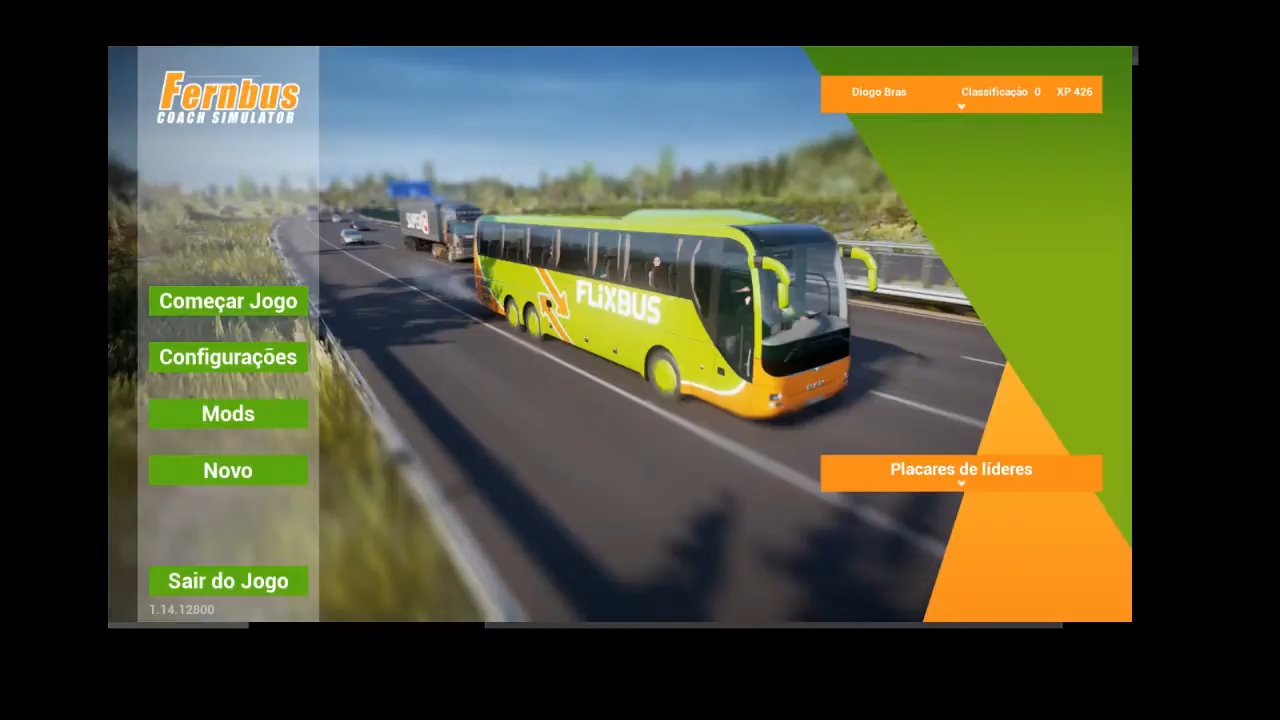 Fernbus
COACH SIMULATOR
Diogo Bras Classificação 0 XP 426
Começar Jogo
Configurações
Mods
Novo
FLiXBUS
Placares de líderes
Sair do Jogo
1.14.12800